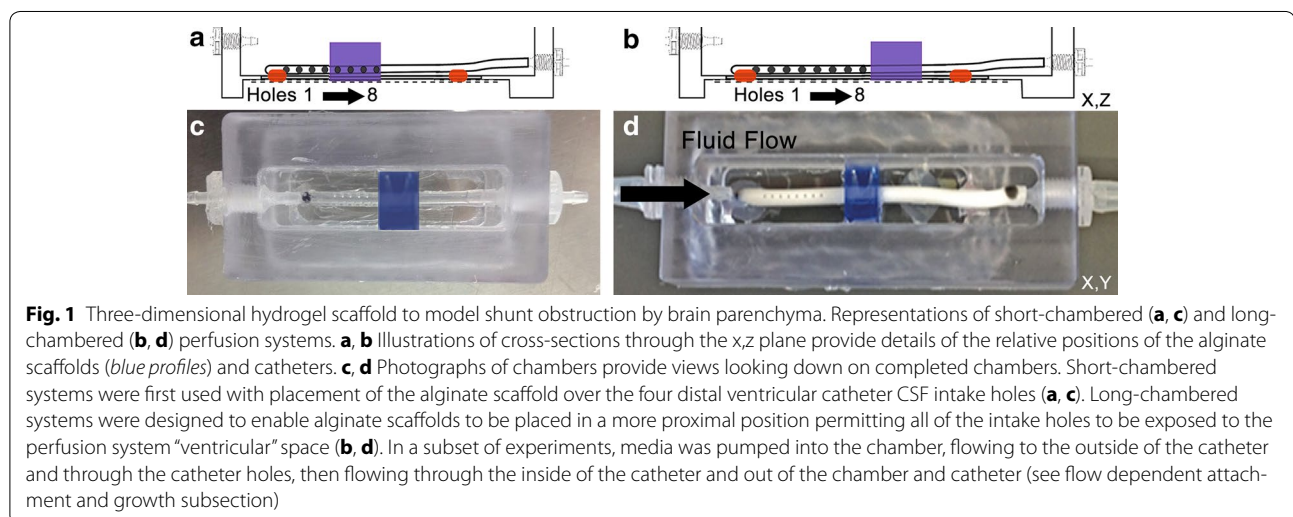 a
b
Holes 1 8
Holes 1 8
X,Z
c
d
Fluid Flow
X,Y
Fig. 1 Three-dimensional hydrogel scaffold to model shunt obstruction by brain parenchyma. Representations of short-chambered (a, c) and long-
chambered (b, d) perfusion systems. a, b Illustrations of cross-sections through the x,z plane provide details of the relative positions of the alginate
scaffolds (blue profiles) and catheters. c, d Photographs of chambers provide views looking down on completed chambers. Short-chambered
systems were first used with placement of the alginate scaffold over the four distal ventricular catheter CSF intake holes (a, c). Long-chambered
systems were designed to enable alginate scaffolds to be placed in a more proximal position permitting all of the intake holes to be exposed to the
perfusion system “ventricular” space (b, d). In a subset of experiments, media was pumped into the chamber, flowing to the outside of the catheter
and through the catheter holes, then flowing through the inside of the catheter and out of the chamber and catheter (see flow dependent attach-
ment and growth subsection)